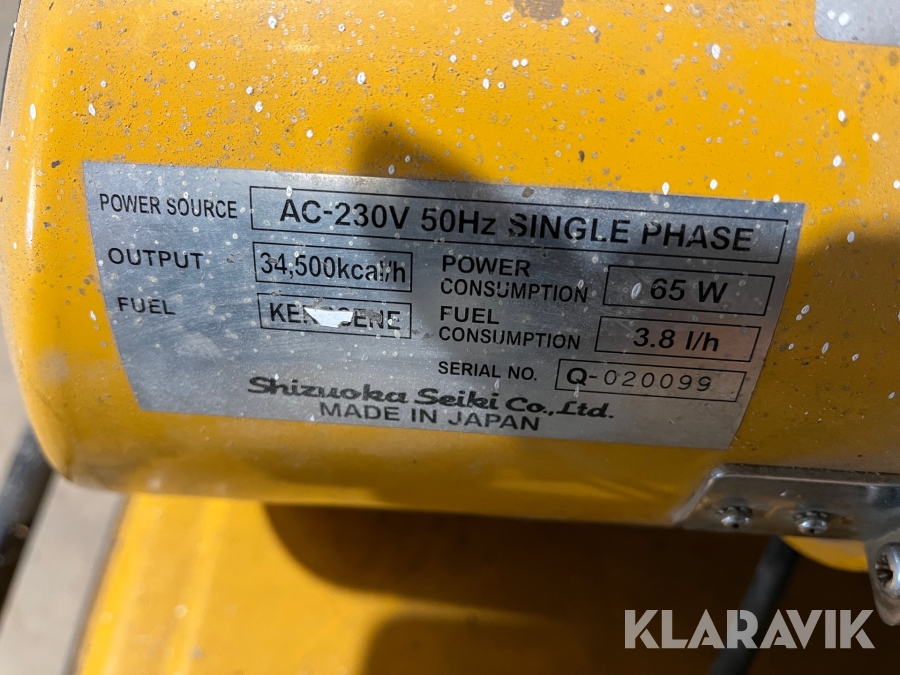 POWER SOURCE AC-230V 50Hz SINGLE PHASE
OUTPUT 34,500kcal/h POWER CONSUMPTION 65 W
FUEL FUEL CONSUMPTION 3.8 l/h
SERIAL NO. Q-020099
Shizuoka Seiki Co., Ltd.
MADE IN JAPAN
KLARAVIK